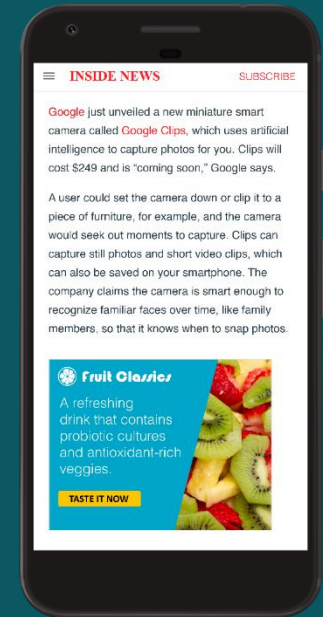 INSIDE NEWS
SUBSCRIBE
Google just unveiled a new miniature smart
camera called Google Clips, which uses artificial
intelligence to capture photos for you. Clips will
cost $249 and is “coming soon,” Google says.
A user could set the camera down or clip it to a
piece of furniture, for example, and the camera
would seek out moments to capture. Clips can
capture still photos and short video clips, which
can also be saved on your smartphone. The
company claims the camera is smart enough to
recognize familiar faces over time, like family
members, so that it knows when to snap photos.
Fruit Classics
A refreshing
drink that contains
probiotic cultures
and antioxidant-rich
veggies.
TASTE IT NOW